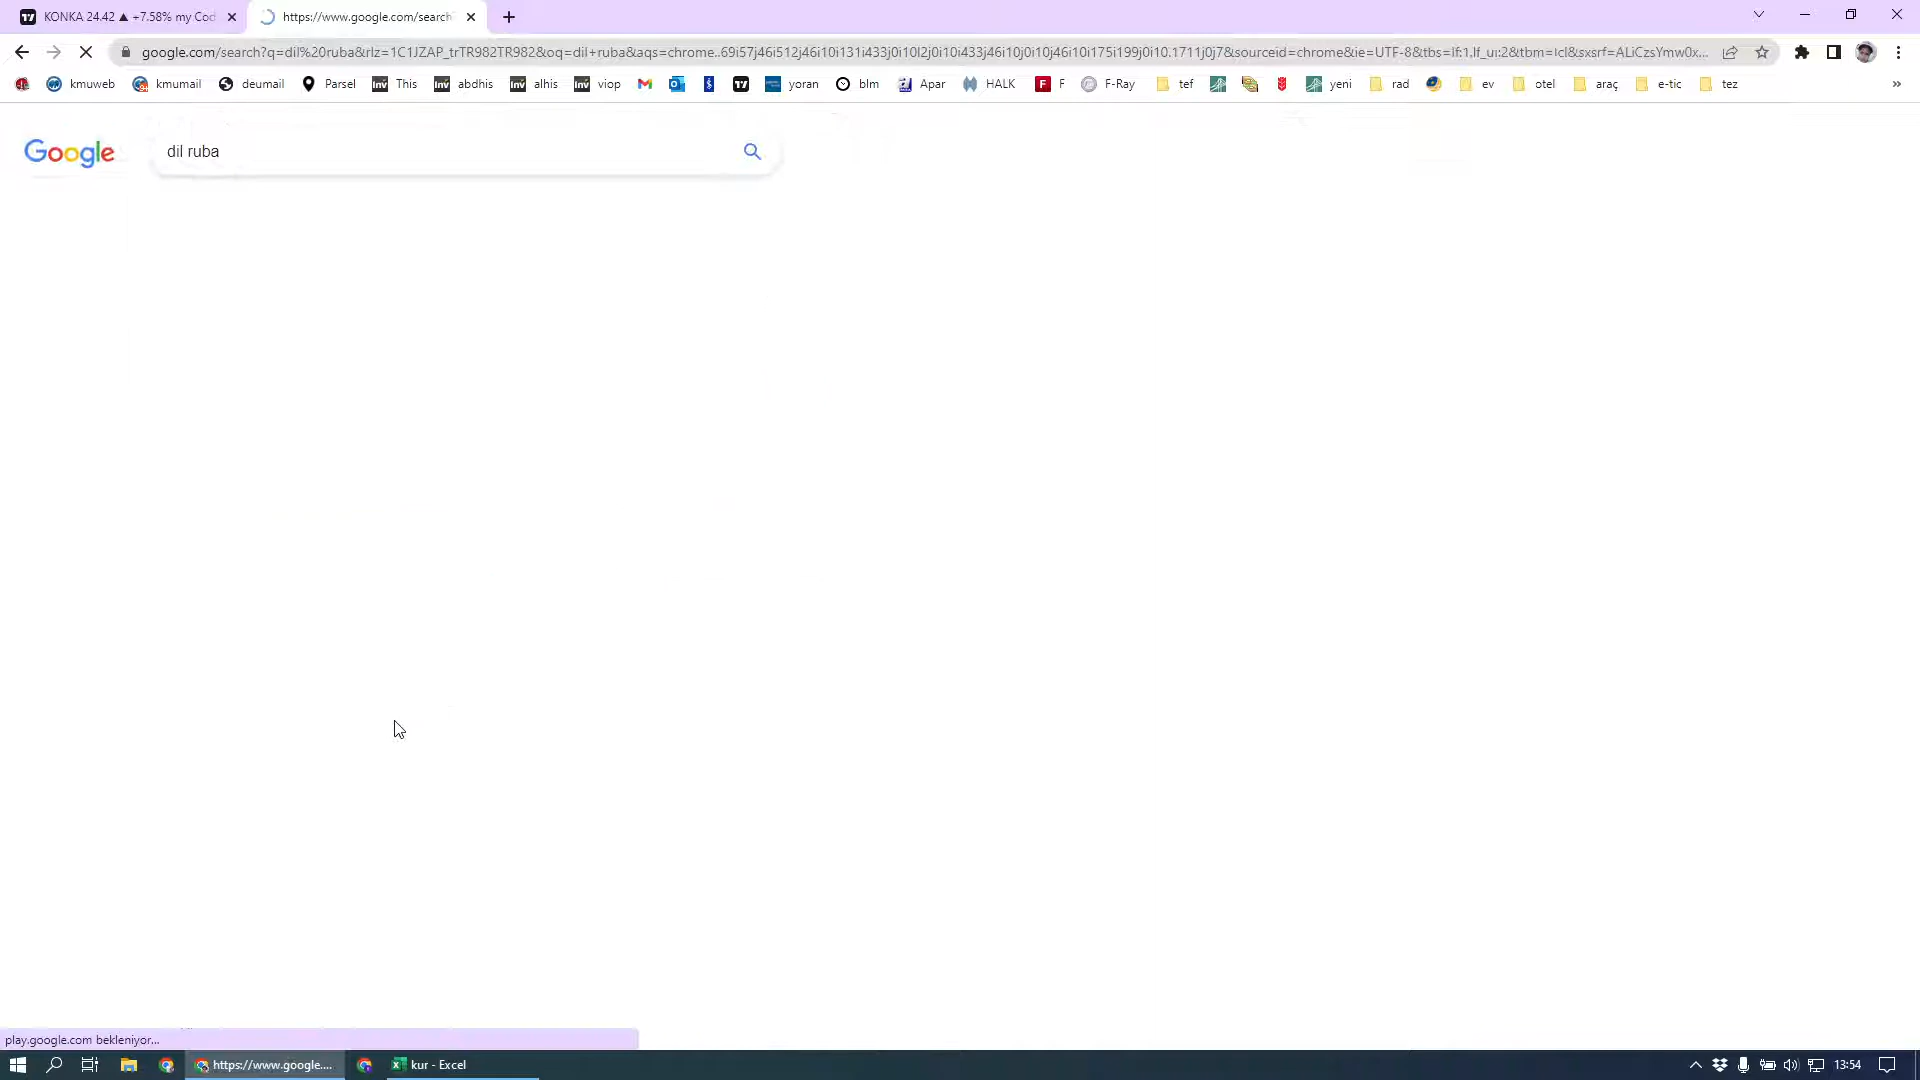 KONKA 24.42 ▲ +7.58% my Cod
https://www.google.com/search?
google.com/search?q=dil%20ruba&rlz=1C1JZAP_trTR982TR982&oq=dil+ruba&aqs=chrome..69i57j46i512j46i10i131i433j0i10l2j0i10i433j46i10j0i10j46i10i175i199j0i10.1711j0j7&sourceid=chrome&ie=UTF-8&tbs=lf:1,lf_ui:2&tbm=lcl&sxsrf=ALiCzsYmw0x...
kmuweb kmumail deumail Parsel This abdhis alhis viop yoran blm Apar HALK F F-Ray tef yeni rad ev otel araç e-tic tez »
Google dil ruba
play.google.com bekleniyor...
https://www.google.... kur - Excel 13:54